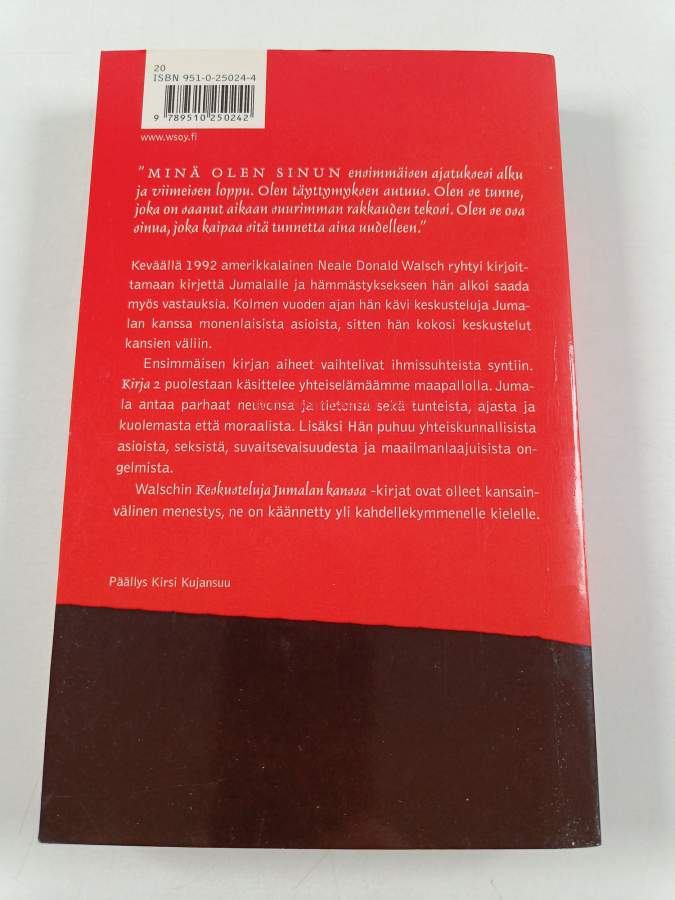 20
ISBN 951-0-25024-4
9 789510 250242
www.wsoy.fi
"MINÄ OLEN SINUN ensimmäisen ajatuksesi alku
ja viimeisen loppu. Olen täyttymyksen autuus. Olen se tunne,
joka on saanut aikaan suurimman rakkauden tekosi. Olen se osa
sinua, joka kaipaa sitä tunnetta aina uudelleen."
Keväällä 1992 amerikkalainen Neale Donald Walsch ryhtyi kirjoit-
tamaan kirjettä Jumalalle ja hämmästyksekseen hän alkoi saada
myös vastauksia. Kolmen vuoden ajan hän kävi keskusteluja Juma-
lan kanssa monenlaisista asioista, sitten hän kokosi keskustelut
kansien väliin.
Ensimmäisen kirjan aiheet vaihtelivat ihmissuhteista syntiin.
Kirja 2 puolestaan käsittelee yhteiselämäämme maapallolla. Juma-
la antaa parhaat neuvonsa ja tietonsa sekä tunteista, ajasta ja
kuolemasta että moraalista. Lisäksi Hän puhuu yhteiskunnallisista
asioista, seksistä, suvaitsevaisuudesta ja maailmanlaajuisista on-
gelmista.
Walschin Keskusteluja Jumalan kanssa -kirjat ovat olleet kansain-
välinen menestys, ne on käännetty yli kahdellekymmenelle kielelle.
Päällys Kirsi Kujansuu